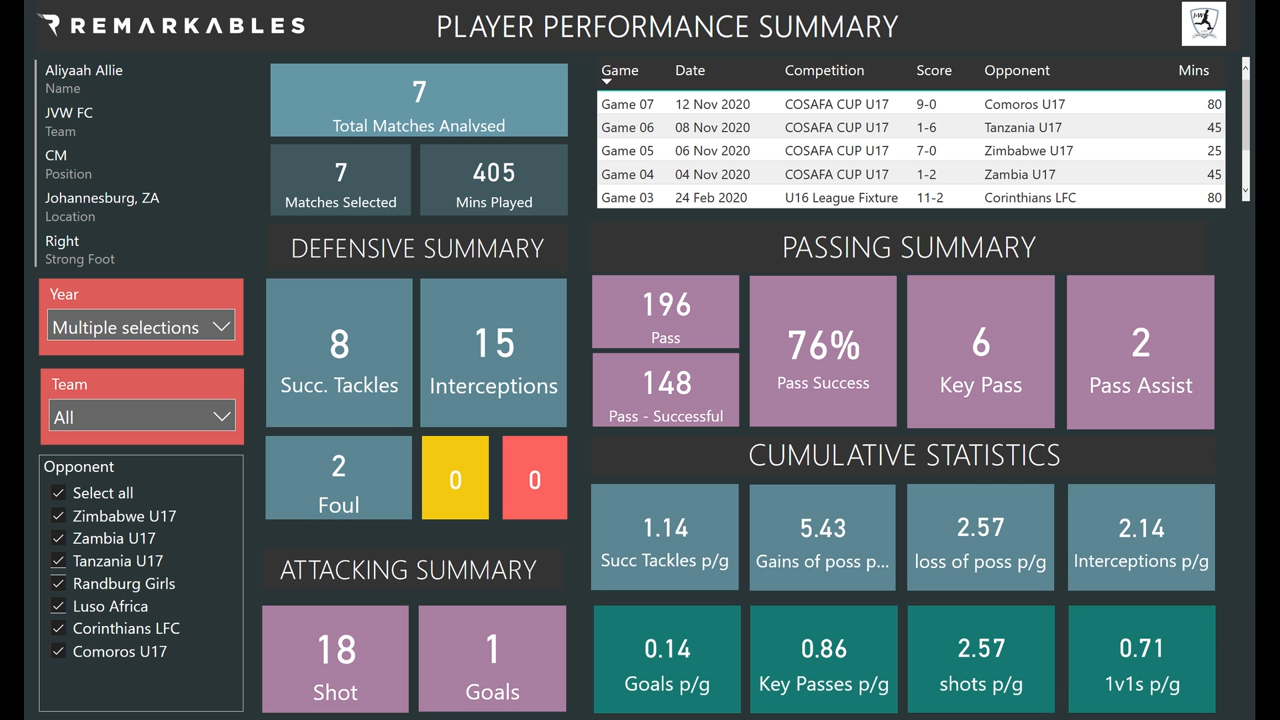 REMARKABLES
PLAYER PERFORMANCE SUMMARY
JVW
Aliyaah Allie
Name
JVW FC
Team
CM
Position
Johannesburg, ZA
Location
Right
Strong Foot
7
Total Matches Analysed
7
Matches Selected
405
Mins Played
Game Date Competition Score Opponent Mins
Game 07 12 Nov 2020 COSAFA CUP U17 9-0 Comoros U17 80
Game 06 08 Nov 2020 COSAFA CUP U17 1-6 Tanzania U17 45
Game 05 06 Nov 2020 COSAFA CUP U17 7-0 Zimbabwe U17 25
Game 04 04 Nov 2020 COSAFA CUP U17 1-2 Zambia U17 45
Game 03 24 Feb 2020 U16 League Fixture 11-2 Corinthians LFC 80
Year
Multiple selections
Team
All
Opponent
Select all
Zimbabwe U17
Zambia U17
Tanzania U17
Randburg Girls
Luso Africa
Corinthians LFC
Comoros U17
DEFENSIVE SUMMARY
8
Succ. Tackles
15
Interceptions
2
Foul
0
0
ATTACKING SUMMARY
18
Shot
1
Goals
PASSING SUMMARY
196
Pass
148
Pass - Successful
76%
Pass Success
6
Key Pass
2
Pass Assist
CUMULATIVE STATISTICS
1.14
Succ Tackles p/g
5.43
Gains of poss p...
2.57
loss of poss p/g
2.14
Interceptions p/g
0.14
Goals p/g
0.86
Key Passes p/g
2.57
shots p/g
0.71
1v1s p/g